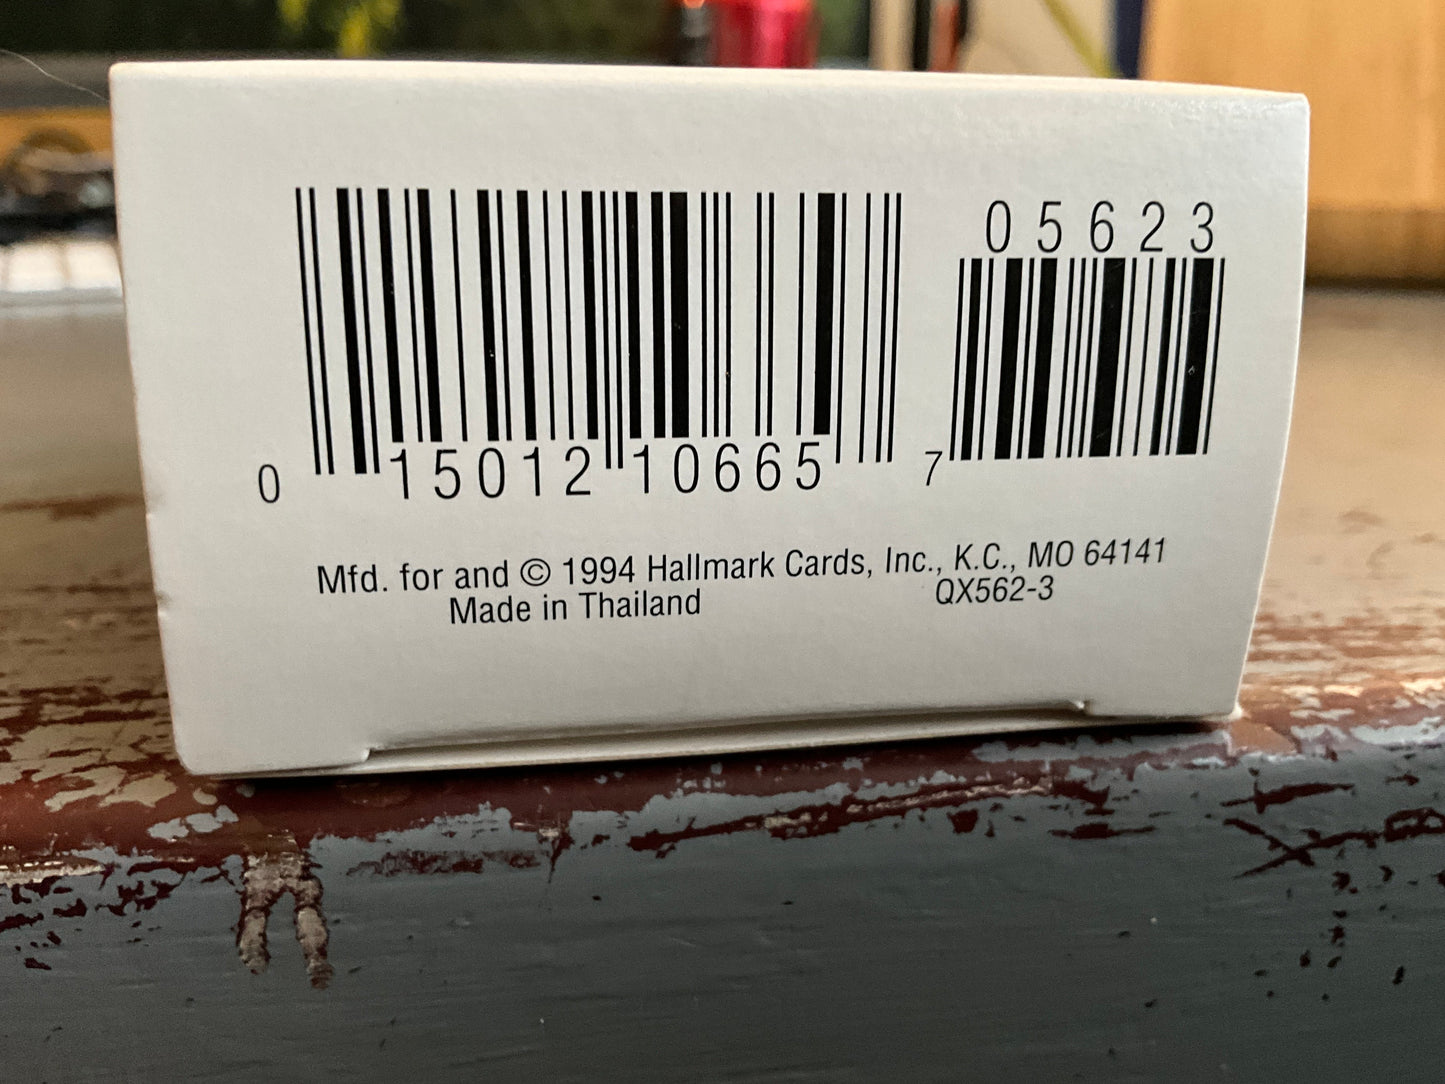 05623
0 15012 10665 7
Mfd. for and © 1994 Hallmark Cards, Inc., K.C., MO 64141
Made in Thailand QX562-3